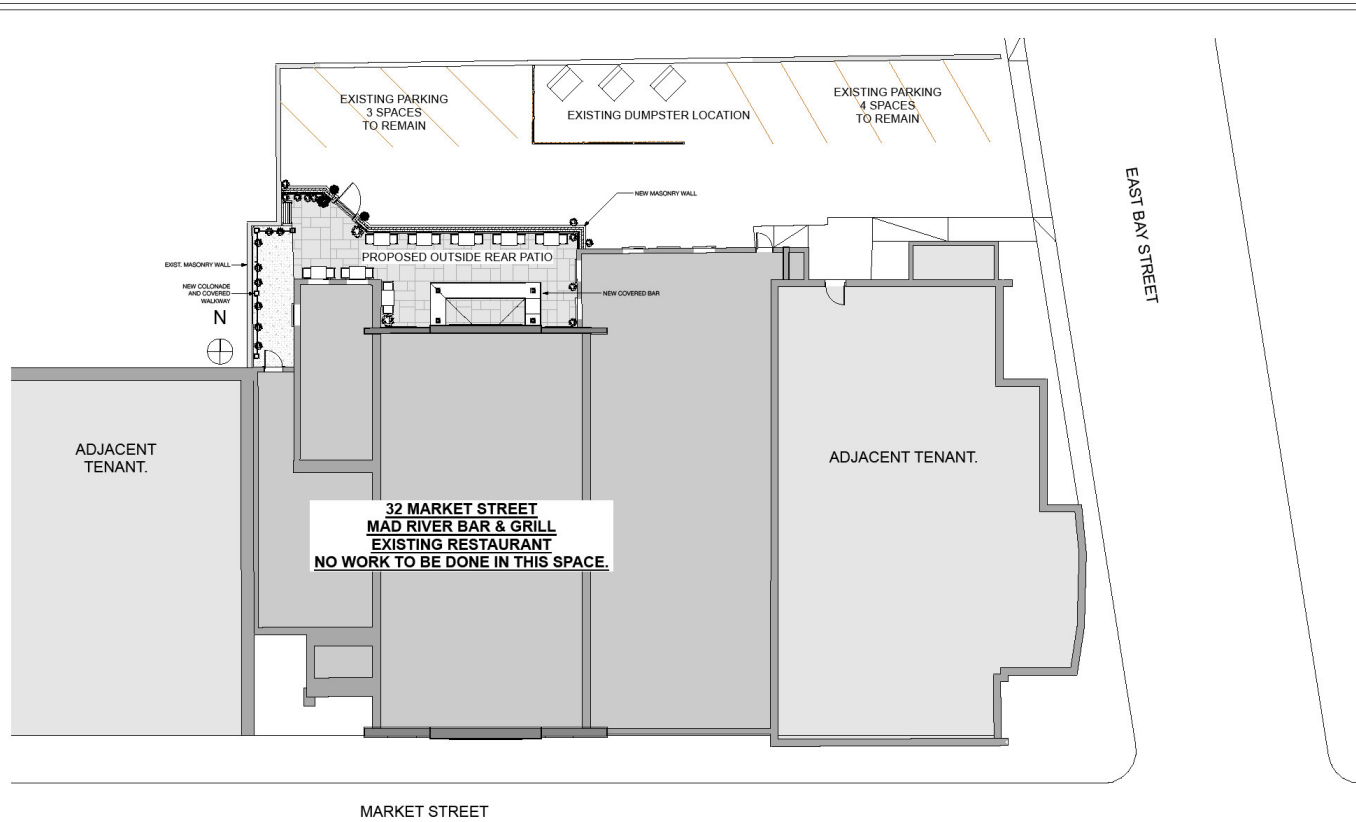 EXISTING PARKING
3 SPACES
TO REMAIN
EXISTING DUMPSTER LOCATION
EXISTING PARKING
4 SPACES
TO REMAIN
EAST BAY STREET
NEW MASONRY WALL
PROPOSED OUTSIDE REAR PATIO
EXIST. MASONRY WALL
NEW COLONADE
AND COVERED
WALKWAY
NEW COVERED BAR
N
ADJACENT
TENANT.
ADJACENT TENANT.
32 MARKET STREET
MAD RIVER BAR & GRILL
EXISTING RESTAURANT
NO WORK TO BE DONE IN THIS SPACE.
MARKET STREET